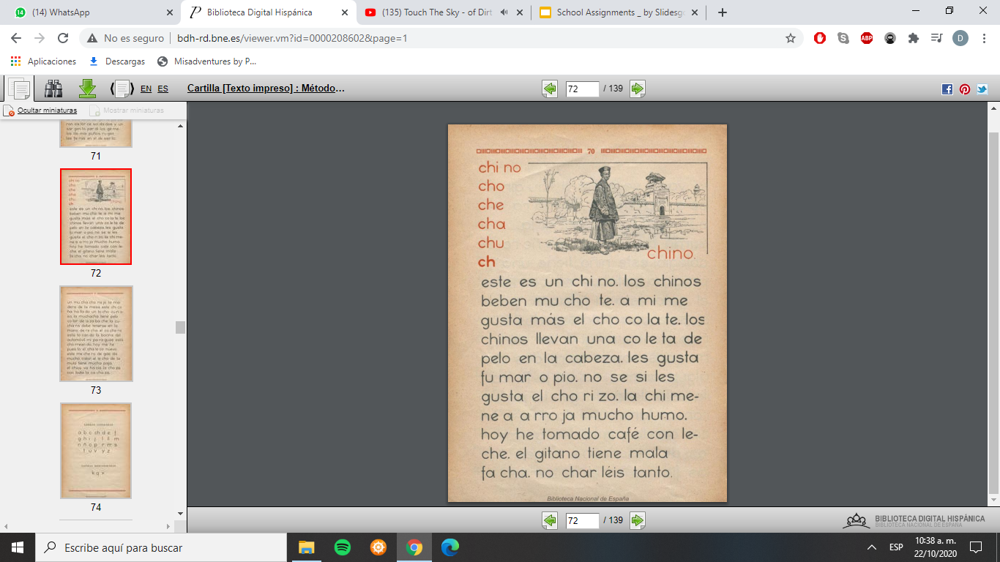 (14) WhatsApp
Biblioteca Digital Hispánica
(135) Touch The Sky - of Dirt
School Assignments _ by Slidesgo
No es seguro
bdh-rd.bne.es/viewer.vm?id=0000208602&page=1
ABP
D
Aplicaciones
Descargas
Misadventures by P...
EN ES
Cartilla [Texto impreso] : Método...
72 / 139
Ocultar miniaturas
Mostrar miniaturas
71
72
73
74
70
chi no
cho
che
cha
chu
ch
chino.
este es un chi no. los chinos
beben mu cho te. a mi me
gusta más el cho co la te. los
chinos llevan una co le ta de
pelo en la cabeza. les gusta
fu mar o pio. no se si les
gusta el cho ri zo. la chi me-
ne a a rro ja mucho humo.
hoy he tomado café con le-
che. el gitano tiene mala
fa cha. no char léis tanto.
Biblioteca Nacional de España
72 / 139
BIBLIOTECA DIGITAL HISPÁNICA
BIBLIOTECA NACIONAL DE ESPAÑA
Escribe aquí para buscar
ESP
10:38 a. m.
22/10/2020